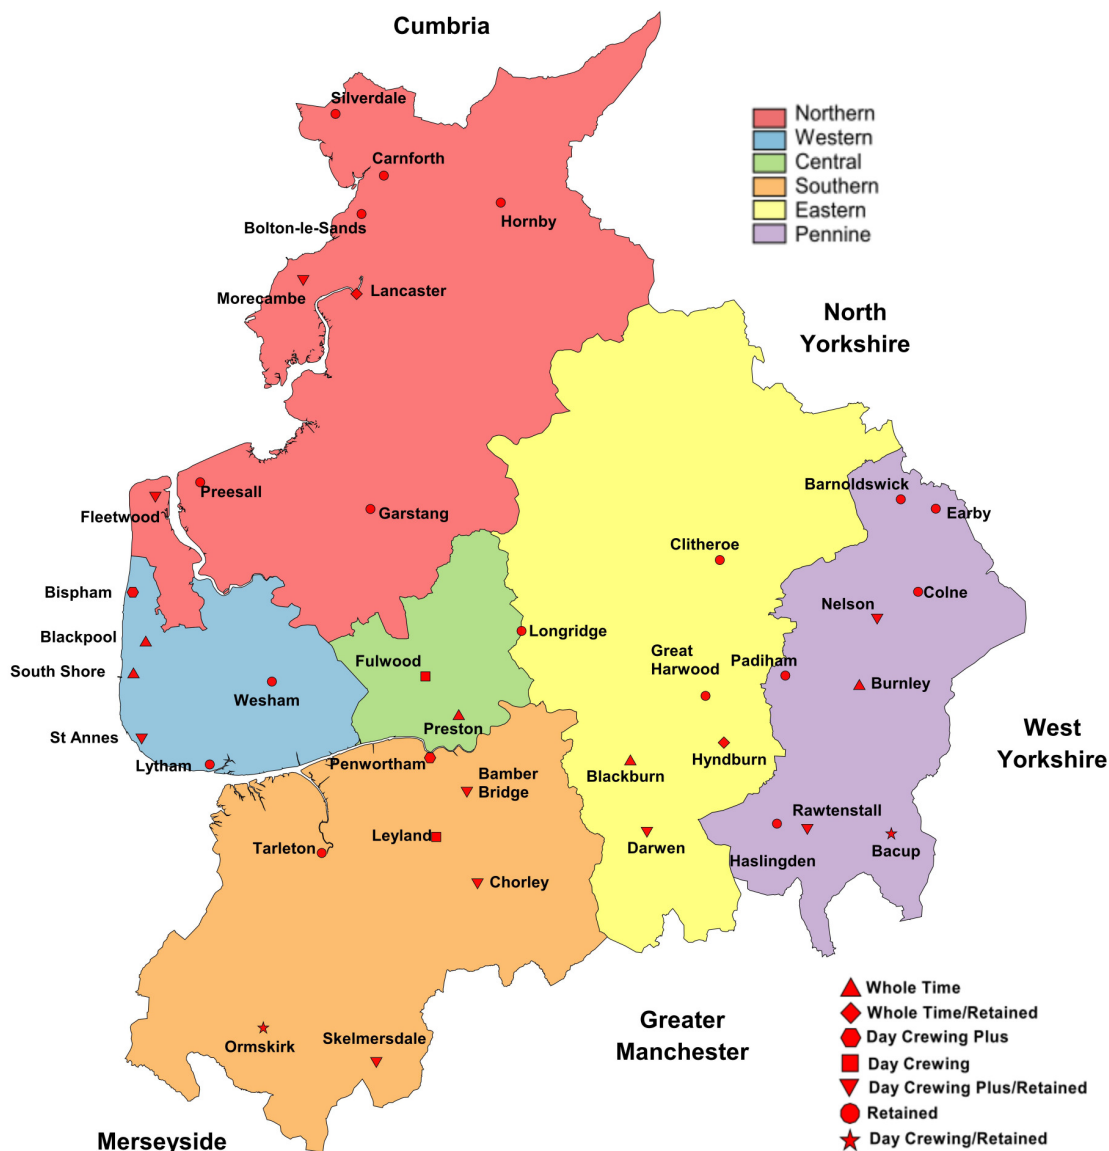 Cumbria
Silverdale
Northern
Western
Carnforth
Central
Southern
Hornby
Eastern
Bolton-le-Sands
Pennine
Morecambe
Lancaster
North
Yorkshire
Preesall
Barnoldswick
Fleetwood
Garstang
Earby
Clitheroe
Bispham
Colne
Nelson
Blackpool
Longridge
South Shore
Fulwood
Great
Harwood
Padiham
Wesham
Burnley
Preston
St Annes
West
Yorkshire
Lytham
Penwortham
Hyndburn
Bamber
Bridge
Blackburn
Rawtenstall
Leyland
Tarleton
Darwen
Haslingden
Bacup
Chorley
Whole Time
Whole Time/Retained
Greater
Manchester
Ormskirk
Skelmersdale
Day Crewing Plus
Day Crewing
Day Crewing Plus/Retained
Retained
Day Crewing/Retained
Merseyside